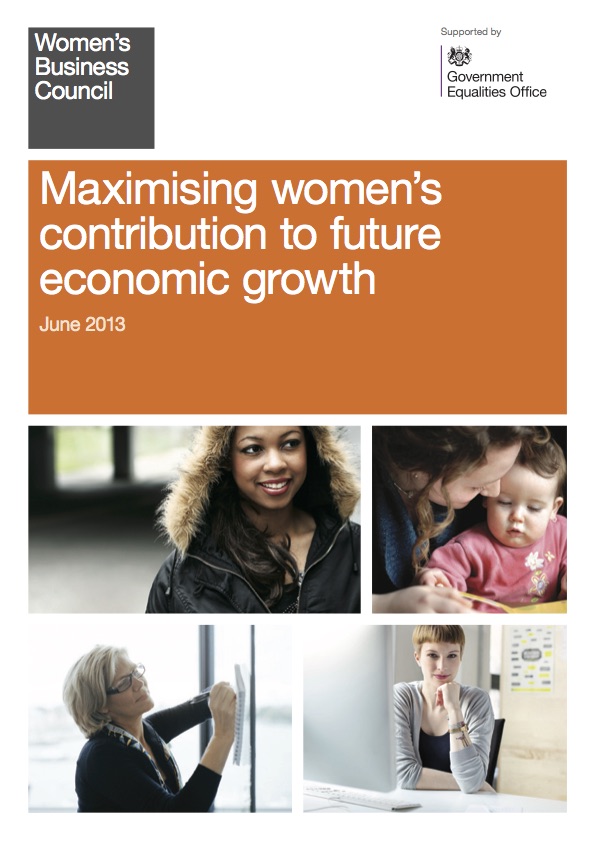 Women's
Business
Council
Supported by
Government
Equalities Office
Maximising women's
contribution to future
economic growth
June 2013